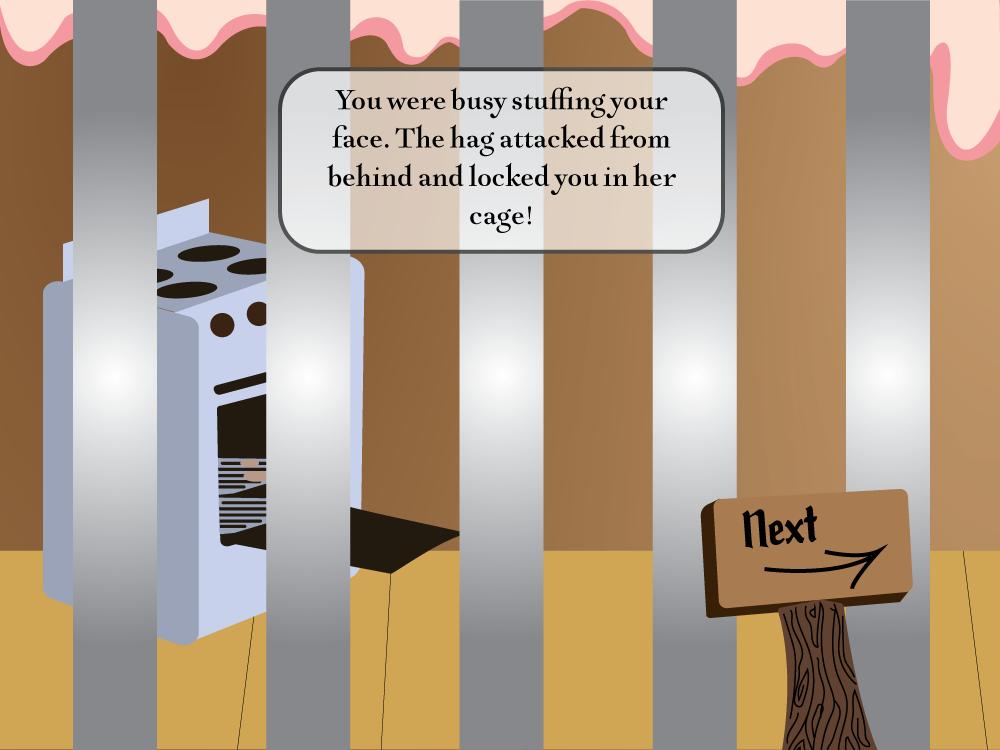 You were busy stuffing your
face. The hag attacked from
behind and locked you in her
cage!
Next